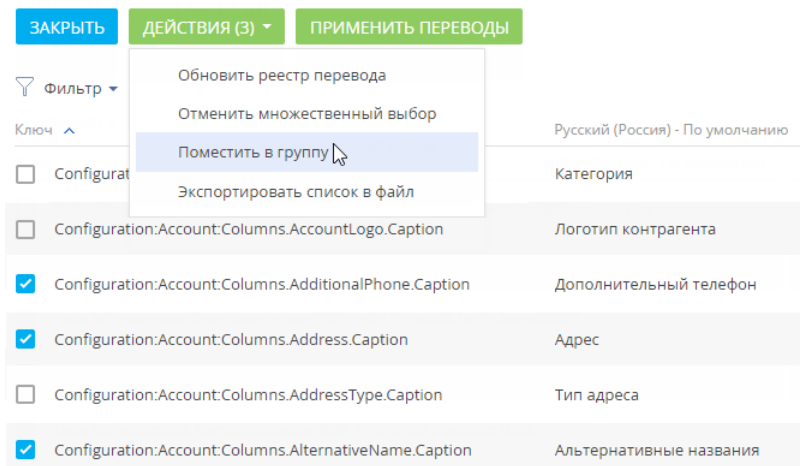 ЗАКРЫТЬ ДЕЙСТВИЯ (3) ПРИМЕНИТЬ ПЕРЕВОДЫ
Обновить реестр перевода
Фильтр
Отменить множественный выбор
Ключ Русский (Россия) - По умолчанию
Поместить в группу
Configurat Категория
Экспортировать список в файл
Configuration:Account:Columns.AccountLogo.Caption Логотип контрагента
Configuration:Account:Columns.AdditionalPhone.Caption Дополнительный телефон
Configuration:Account:Columns.Address.Caption Адрес
Configuration:Account:Columns.AddressType.Caption Тип адреса
Configuration:Account:Columns.AlternativeName.Caption Альтернативные названия